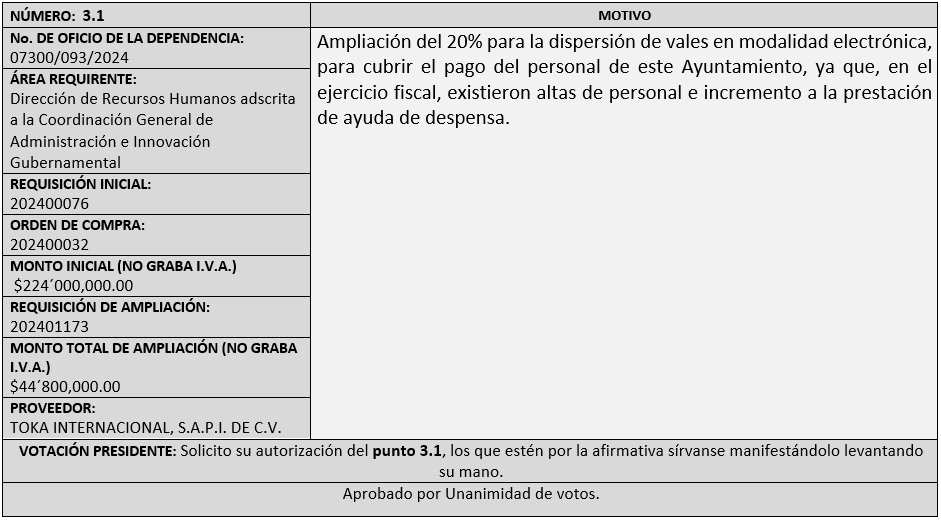 NÚMERO: 3.1
MOTIVO
No. DE OFICIO DE LA DEPENDENCIA:
07300/093/2024
ÁREA REQUIRENTE:
Dirección de Recursos Humanos adscrita
a la Coordinación General de
Administración e Innovación
Gubernamental
REQUISICIÓN INICIAL:
202400076
ORDEN DE COMPRA:
202400032
MONTO INICIAL (NO GRABA I.V.A.)
$224´000,000.00
REQUISICIÓN DE AMPLIACIÓN:
202401173
MONTO TOTAL DE AMPLIACIÓN (NO GRABA
I.V.A.)
$44´800,000.00
PROVEEDOR:
TOKA INTERNACIONAL, S.A.P.I. DE C.V.
Ampliación del 20% para la dispersión de vales en modalidad electrónica,
para cubrir el pago del personal de este Ayuntamiento, ya que, en el
ejercicio fiscal, existieron altas de personal e incremento a la prestación
de ayuda de despensa.
VOTACIÓN PRESIDENTE: Solicito su autorización del punto 3.1, los que estén por la afirmativa sírvanse manifestándolo levantando
su mano.
Aprobado por Unanimidad de votos.